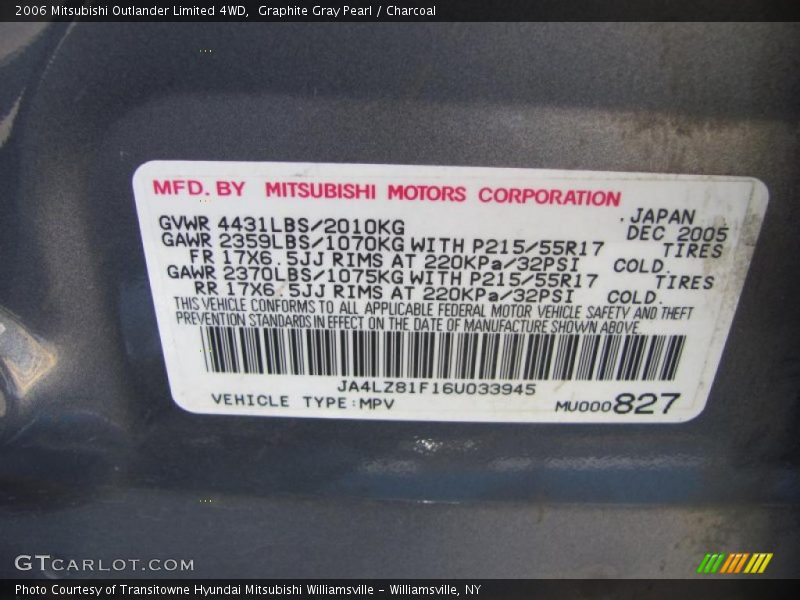 2006 Mitsubishi Outlander Limited 4WD,  Graphite Gray Pearl / Charcoal
MFD. BY MITSUBISHI MOTORS CORPORATION
GVWR 4431LBS/2010KG .JAPAN DEC 2005
GAWR 2359LBS/1070KG WITH P215/55R17 TIRES
FR 17X6.5JJ RIMS AT 220KPa/32PSI COLD.
GAWR 2370LBS/1075KG WITH P215/55R17 TIRES
RR 17X6.5JJ RIMS AT 220KPa/32PSI COLD.
THIS VEHICLE CONFORMS TO ALL APPLICABLE FEDERAL MOTOR VEHICLE SAFETY AND THEFT
PREVENTION STANDARDS IN EFFECT ON THE DATE OF MANUFACTURE SHOWN ABOVE.
JA4LZ81F16U033945
VEHICLE TYPE:MPV MU000827
GTCARLOT.COM
Photo Courtesy of Transitowne Hyundai Mitsubishi Williamsville – Williamsville, NY